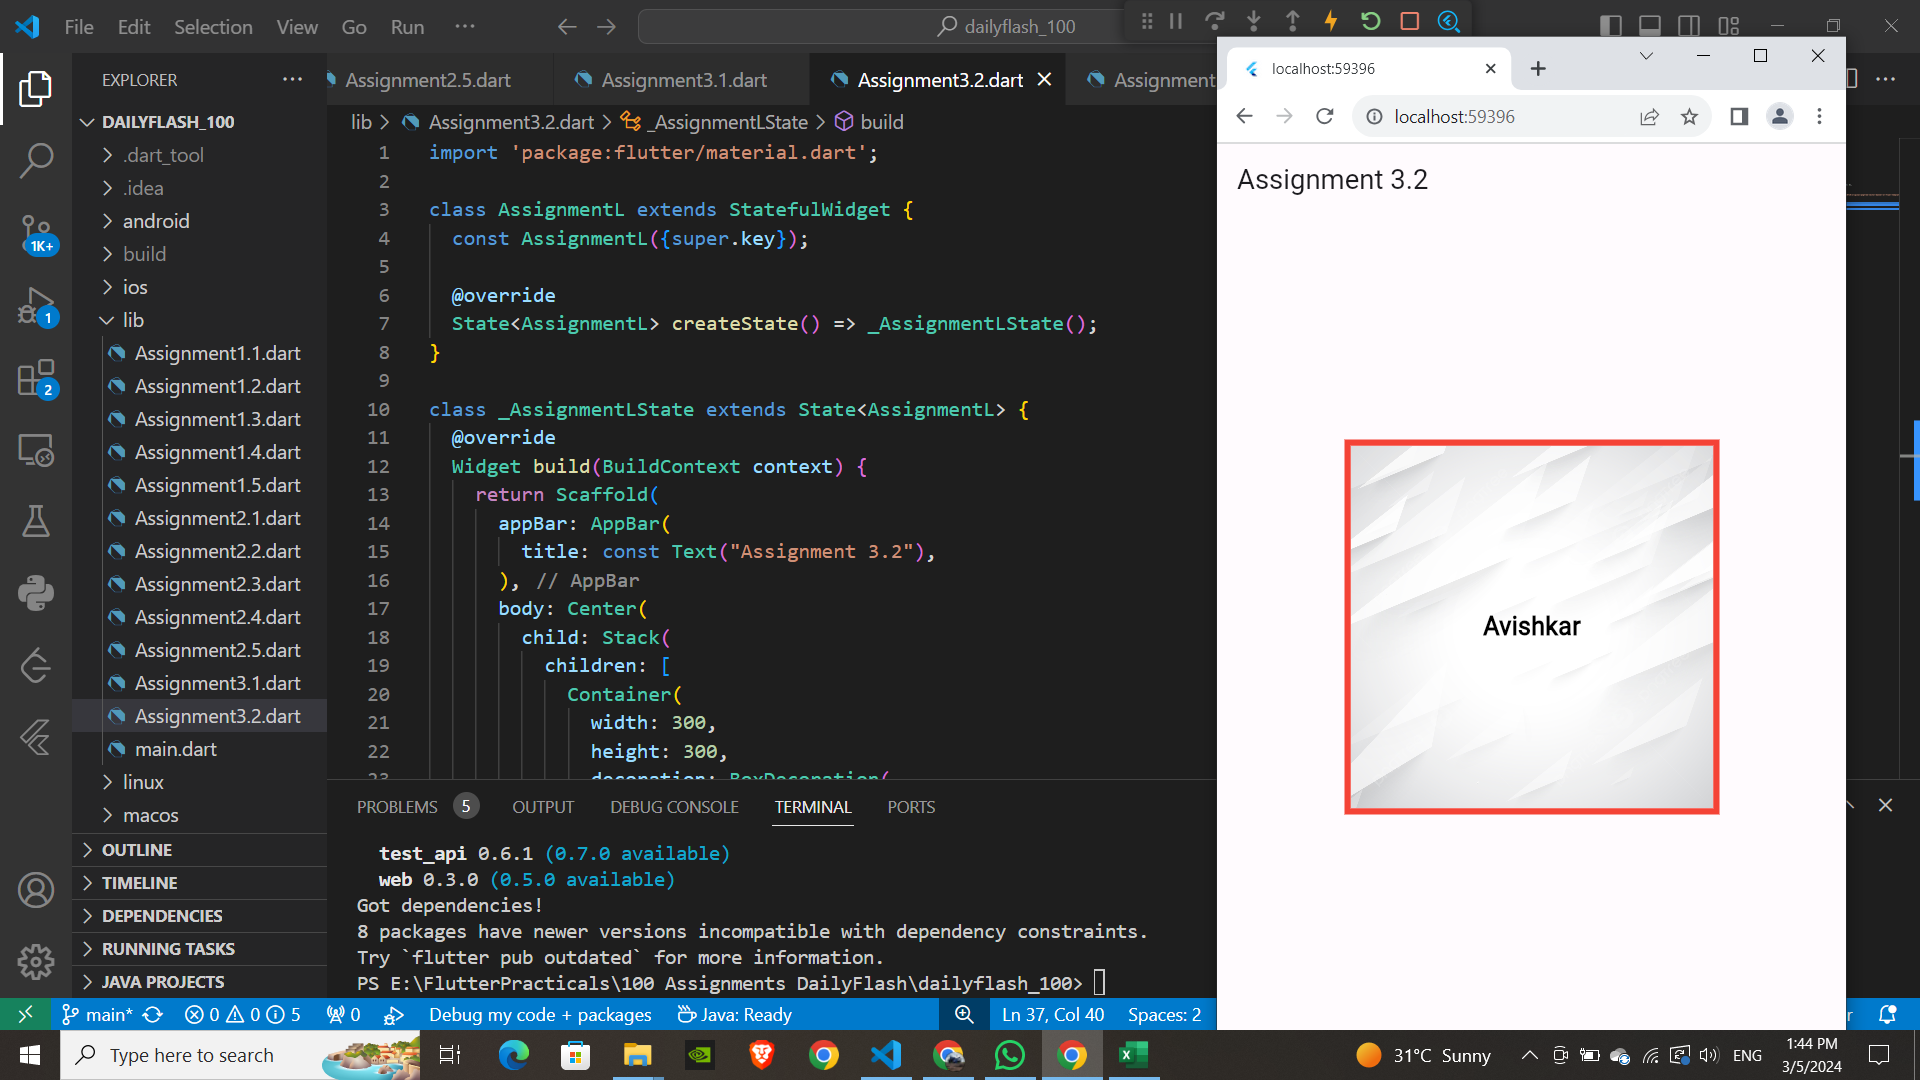 File Edit Selection View Go Run ···
dailyflash_100
EXPLORER
DAILYFLASH_100
.dart_tool
.idea
android
build
ios
lib
Assignment1.1.dart
Assignment1.2.dart
Assignment1.3.dart
Assignment1.4.dart
Assignment1.5.dart
Assignment2.1.dart
Assignment2.2.dart
Assignment2.3.dart
Assignment2.4.dart
Assignment2.5.dart
Assignment3.1.dart
Assignment3.2.dart
main.dart
linux
macos
OUTLINE
TIMELINE
DEPENDENCIES
RUNNING TASKS
JAVA PROJECTS
1K+
1
2
Assignment2.5.dart Assignment3.1.dart Assignment3.2.dart Assignment
lib > Assignment3.2.dart > _AssignmentLState > build
1 import 'package:flutter/material.dart';
2
3 class AssignmentL extends StatefulWidget {
4 const AssignmentL({super.key});
5
6 @override
7 State<AssignmentL> createState() => _AssignmentLState();
8 }
9
10 class _AssignmentLState extends State<AssignmentL> {
11 @override
12 Widget build(BuildContext context) {
13 return Scaffold(
14 appBar: AppBar(
15 title: const Text("Assignment 3.2"),
16 ), // AppBar
17 body: Center(
18 child: Stack(
19 children: [
20 Container(
21 width: 300,
22 height: 300,
23 decoration: BoxDecoration(
PROBLEMS 5 OUTPUT DEBUG CONSOLE TERMINAL PORTS
test_api 0.6.1 (0.7.0 available)
web 0.3.0 (0.5.0 available)
Got dependencies!
8 packages have newer versions incompatible with dependency constraints.
Try `flutter pub outdated` for more information.
PS E:\FlutterPracticals\100 Assignments DailyFlash\dailyflash_100>
localhost:59396
localhost:59396
Assignment 3.2
Avishkar
main* 0 0 5 0 Debug my code + packages Java: Ready Ln 37, Col 40 Spaces: 2
Type here to search
31°C Sunny
ENG
1:44 PM
3/5/2024